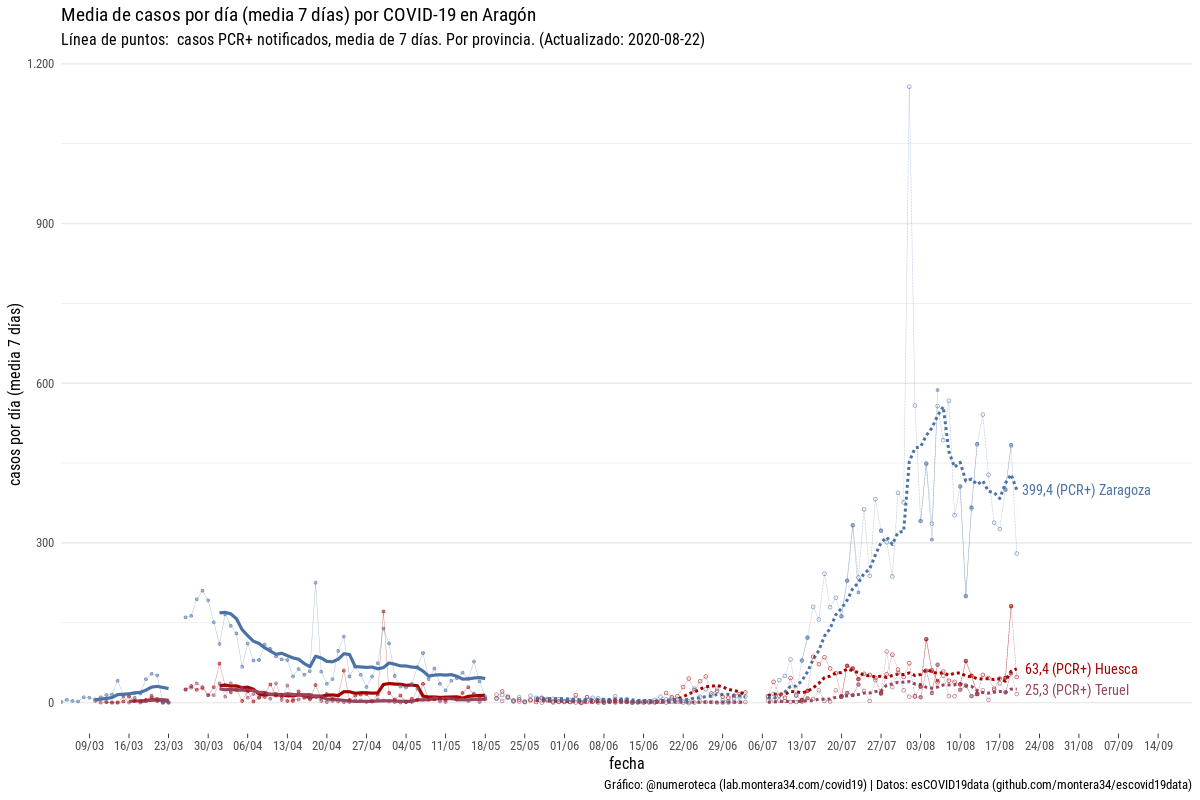 Media de casos por día (media 7 días) por COVID-19 en Aragón
Línea de puntos:  casos PCR+ notificados, media de 7 días. Por provincia. (Actualizado: 2020-08-22)
casos por día (media 7 días)
1.200
900
600
300
0
399,4 (PCR+) Zaragoza
63,4 (PCR+) Huesca
25,3 (PCR+) Teruel
09/03 16/03 23/03 30/03 06/04 13/04 20/04 27/04 04/05 11/05 18/05 25/05 01/06 08/06 15/06 22/06 29/06 06/07 13/07 20/07 27/07 03/08 10/08 17/08 24/08 31/08 07/09 14/09
fecha
Gráfico: @numeroteca (lab.montera34.com/covid19) | Datos: esCOVID19data (github.com/montera34/escovid19data)